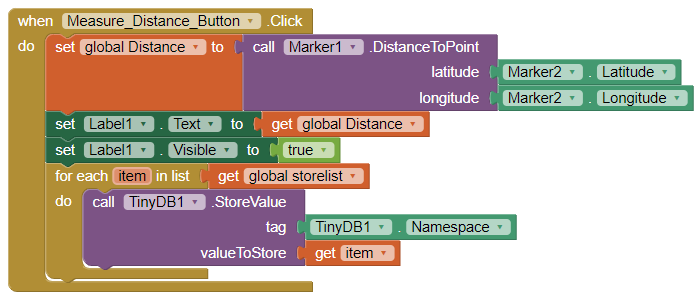 when Measure_Distance_Button .Click
do set global Distance to call Marker1 .DistanceToPoint
latitude Marker2 . Latitude
longitude Marker2 . Longitude
set Label1 . Text to get global Distance
set Label1 . Visible to true
for each item in list get global storelist
do call TinyDB1 .StoreValue
tag TinyDB1 . Namespace
valueToStore get item